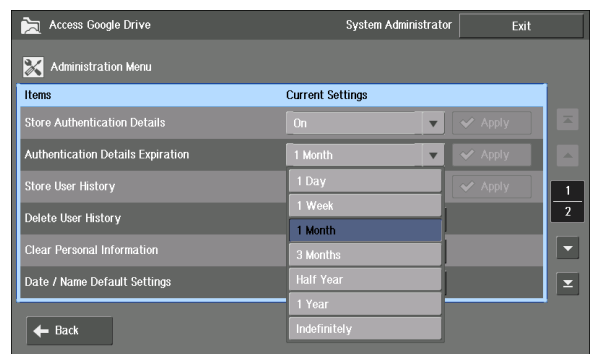 Access Google Drive System Administrator Exit
Administration Menu
Items Current Settings
Store Authentication Details On Apply
Authentication Details Expiration 1 Month Apply
Store User History 1 Day Apply
1 Week
Delete User History
1 Month
Clear Personal Information 3 Months
Date / Name Default Settings Half Year
1 Year
Indefinitely
1
2
Back